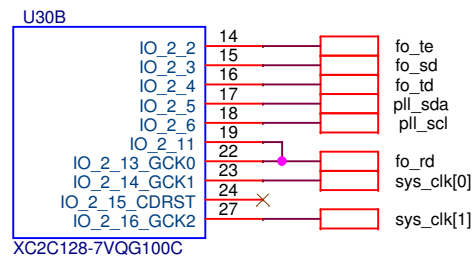 U30B
IO_2_2 14 fo_te
IO_2_3 15 fo_sd
IO_2_4 16 fo_td
IO_2_5 17 pll_sda
IO_2_6 18 pll_scl
IO_2_11 19
IO_2_13_GCK0 22 fo_rd
IO_2_14_GCK1 23 sys_clk[0]
IO_2_15_CDRST 24
IO_2_16_GCK2 27 sys_clk[1]
XC2C128-7VQG100C